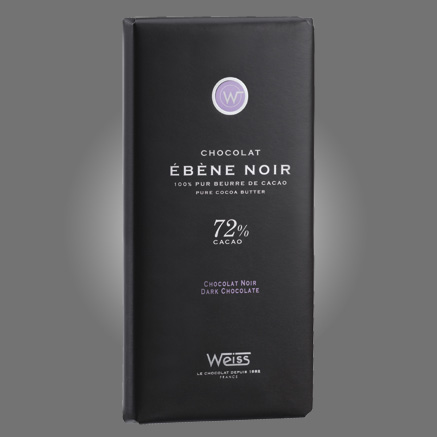 W
CHOCOLAT
ÉBÈNE NOIR
100% PUR BEURRE DE CACAO
PURE COCOA BUTTER
72%
CACAO
CHOCOLAT NOIR
DARK CHOCOLATE
Weiss
LE CHOCOLAT DEPUIS 1882
FRANCE